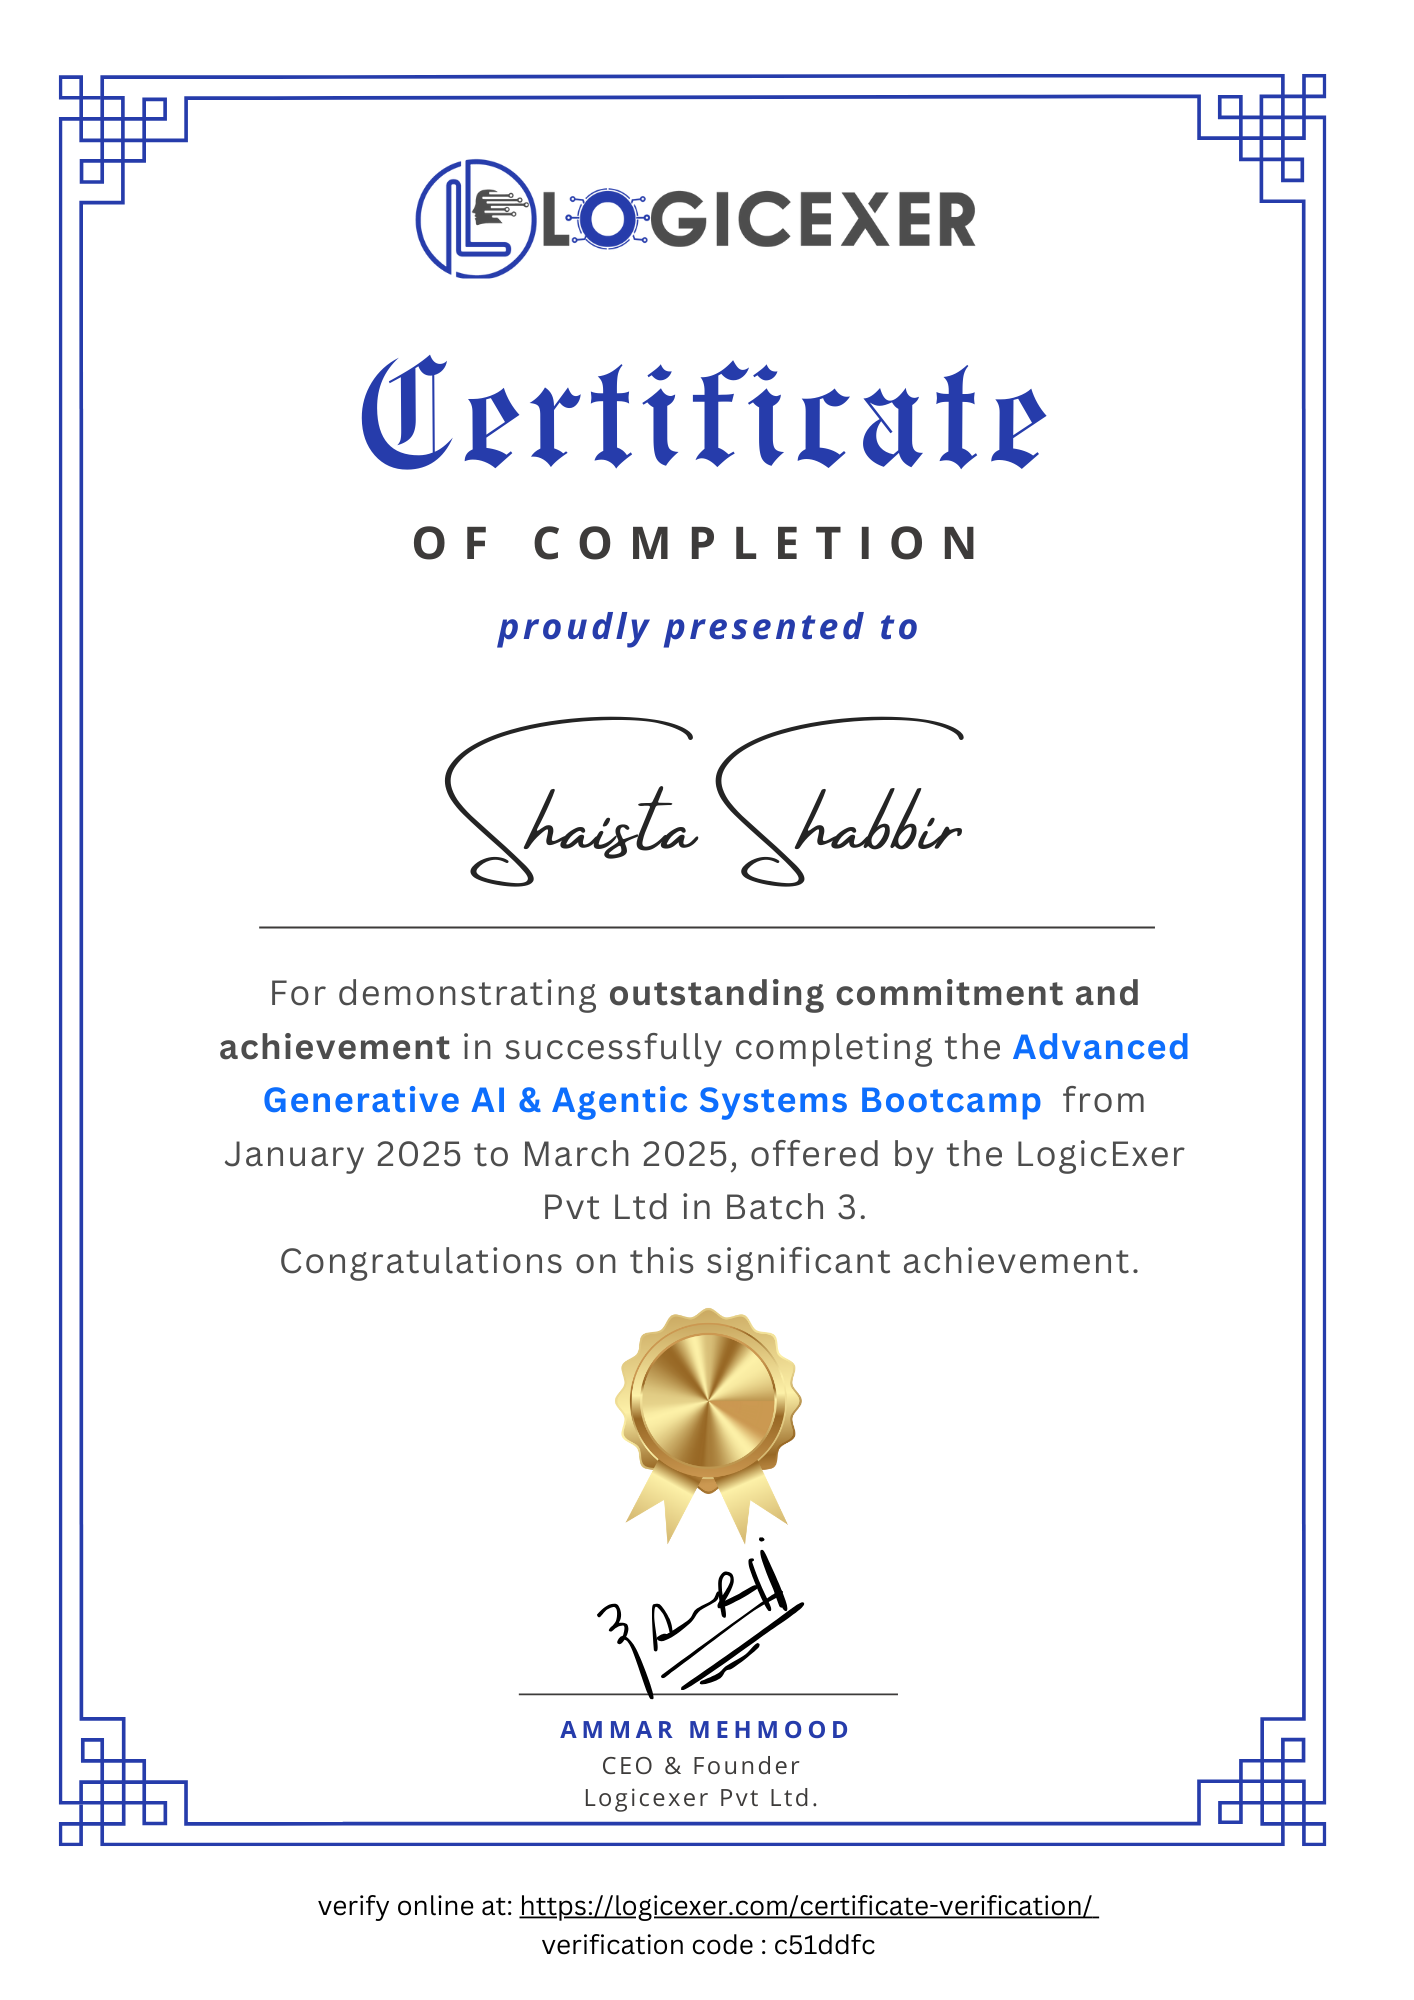 LOGICEXER
Certificate
OF COMPLETION
proudly presented to
Shaista Shabbir
For demonstrating outstanding commitment and
achievement in successfully completing the Advanced
Generative AI & Agentic Systems Bootcamp from
January 2025 to March 2025, offered by the LogicExer
Pvt Ltd in Batch 3.
Congratulations on this significant achievement.
AMMAR MEHMOOD
CEO & Founder
Logicexer Pvt Ltd.
verify online at: https://logicexer.com/certificate-verification/
verification code : c51ddfc